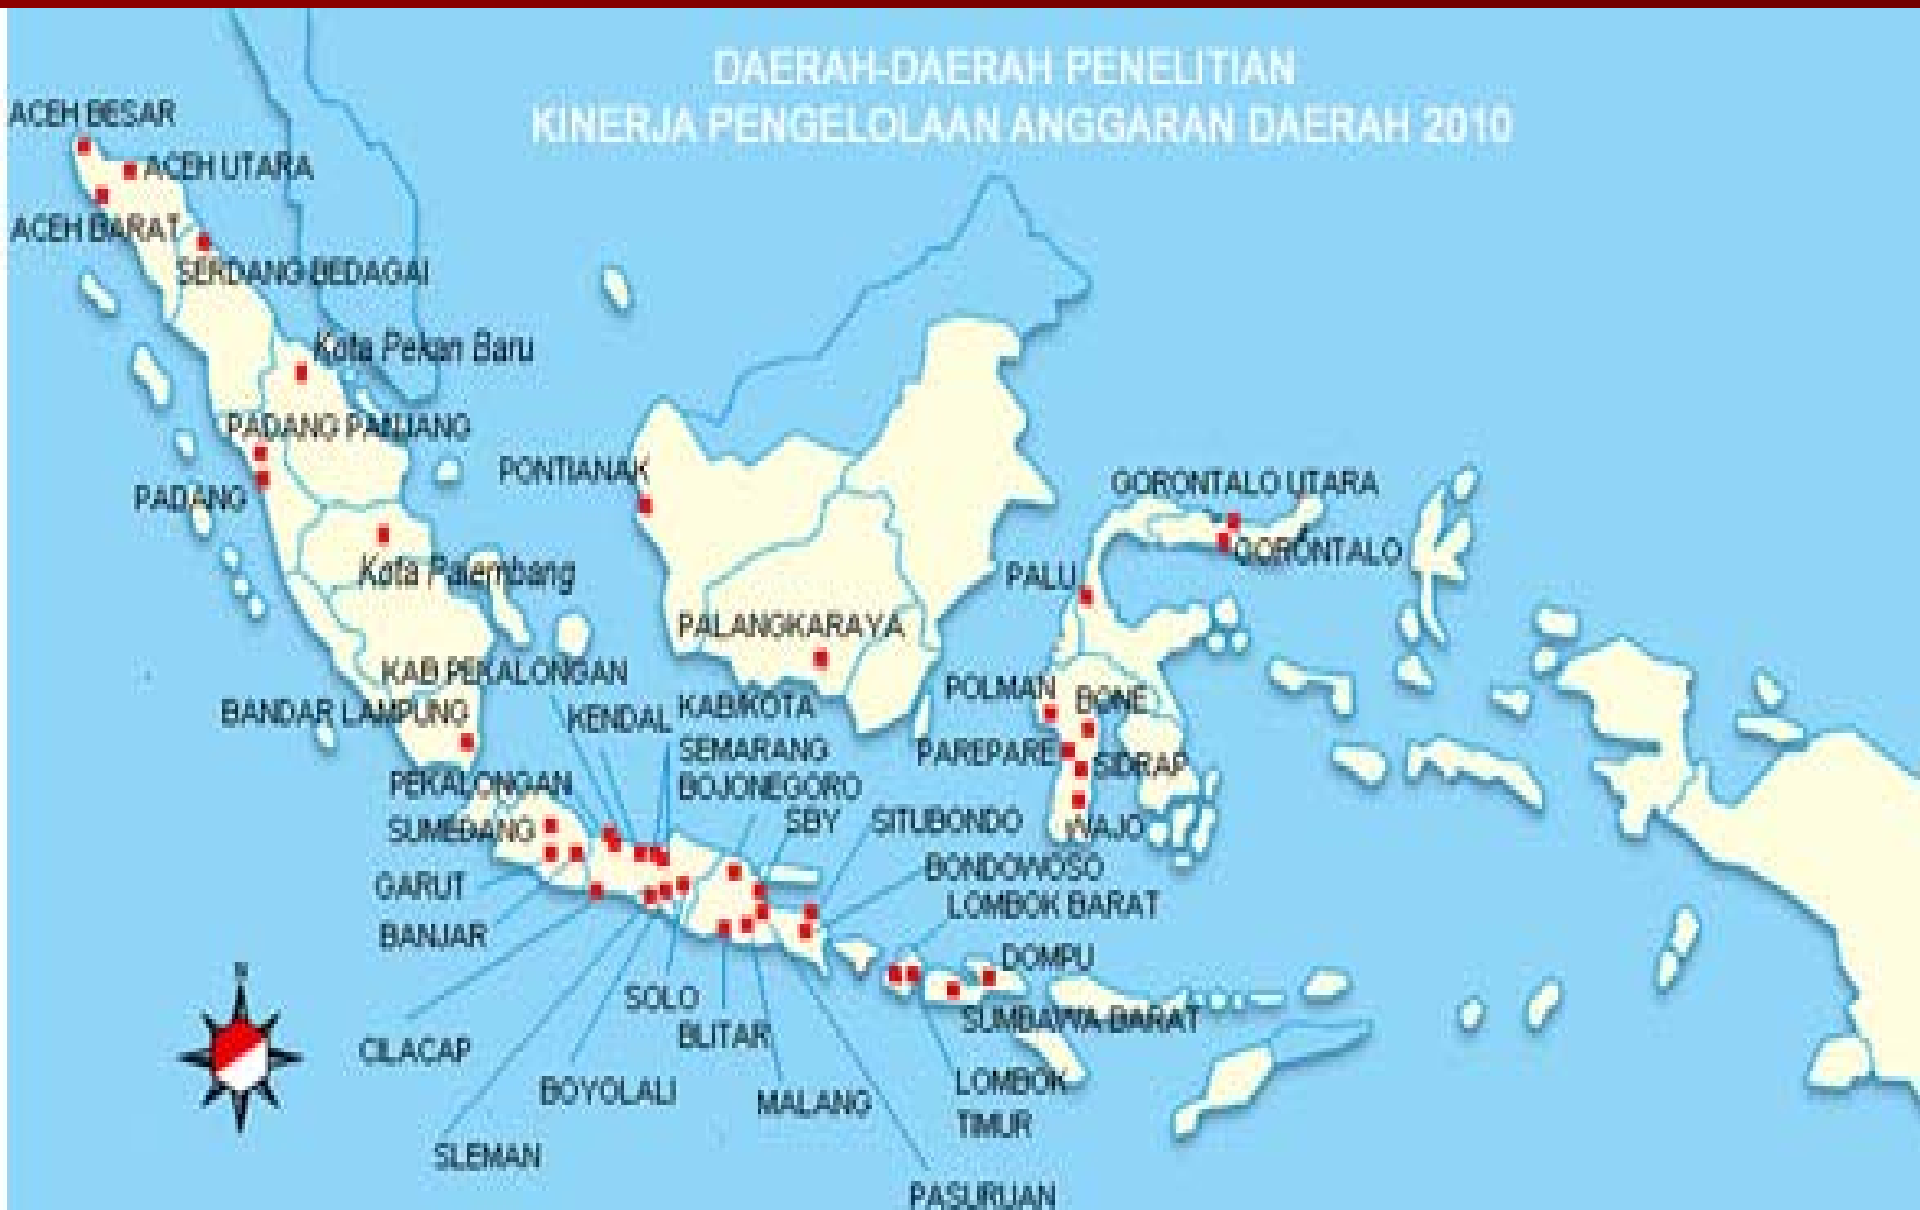 DAERAH-DAERAH PENELITIAN
KINERJA PENGELOLAAN ANGGARAN DAERAH 2010
ACEH BESAR
ACEH UTARA
ACEH BARAT
SERDANG BEDAGAI
Kota Pekan Baru
PADANG PANJANG
PADANG
PONTIANAK
GORONTALO UTARA
GORONTALO
Kota Palembang
PALU
PALANGKARAYA
KAB PEKALONGAN
BANDAR LAMPUNG
KENDAL
KAB/KOTA
SEMARANG
BOJONEGORO
POLMAN
BONE
PAREPARE
SIDRAP
PEKALONGAN
SUMEDANG
SBY
SITUBONDO
WAJO
GARUT
BONDOWOSO
BANJAR
LOMBOK BARAT
DOMPU
N
SOLO
SUMBAWA BARAT
BLITAR
CILACAP
BOYOLALI
MALANG
LOMBOK
TIMUR
SLEMAN
PASURUAN